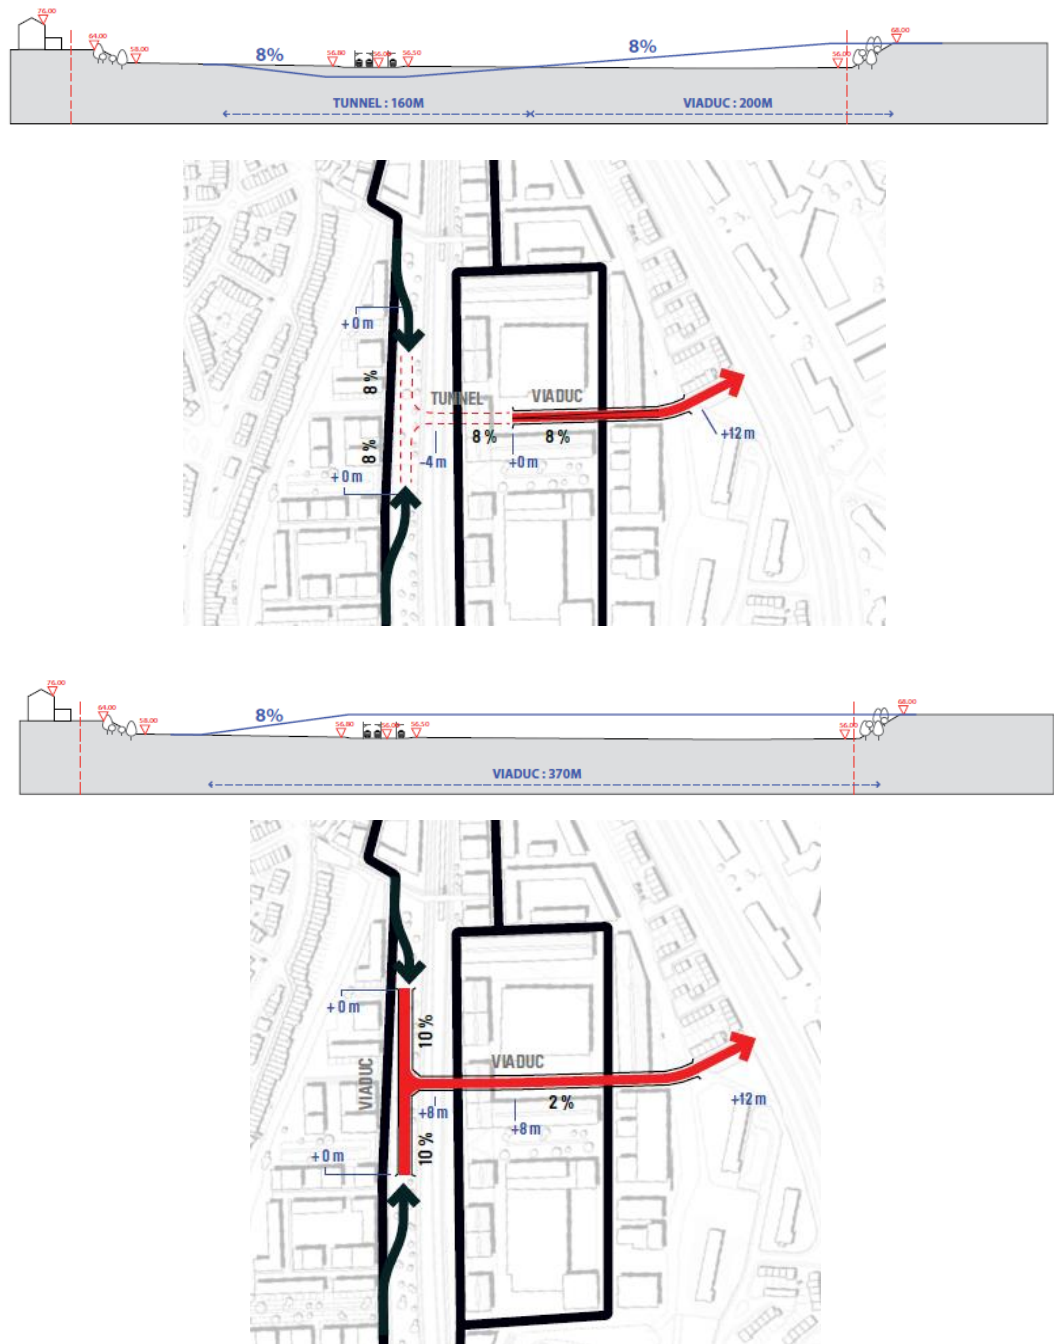 76.00
64.00
58.00
8%
56.80
56.00
56.50
8%
56.00
68.00
TUNNEL : 160M
VIADUC : 200M
+0 m
8 %
TUNNEL
VIADUC
8 %
+0 m
-4 m
8 %
+0 m
8 %
+12 m
76.00
64.00
58.00
8%
56.80
56.00
56.50
56.00
68.00
VIADUC : 370M
+0 m
10 %
VIADUC
VIADUC
+8 m
+8 m
2 %
+12 m
+0 m
10 %